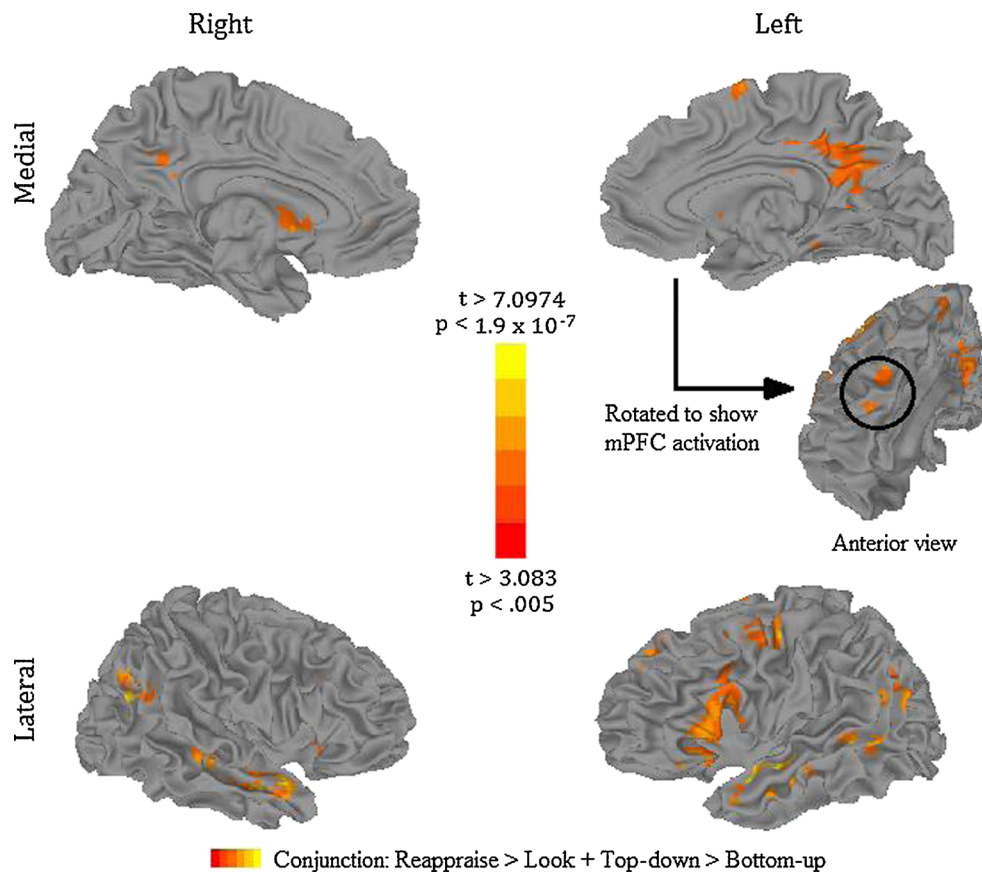 Right
Left
Medial
t > 7.0974
p < 1.9 x 10-7
Rotated to show
mPFC activation
Anterior view
t > 3.083
p < .005
Lateral
Conjunction: Reappraise > Look + Top-down > Bottom-up